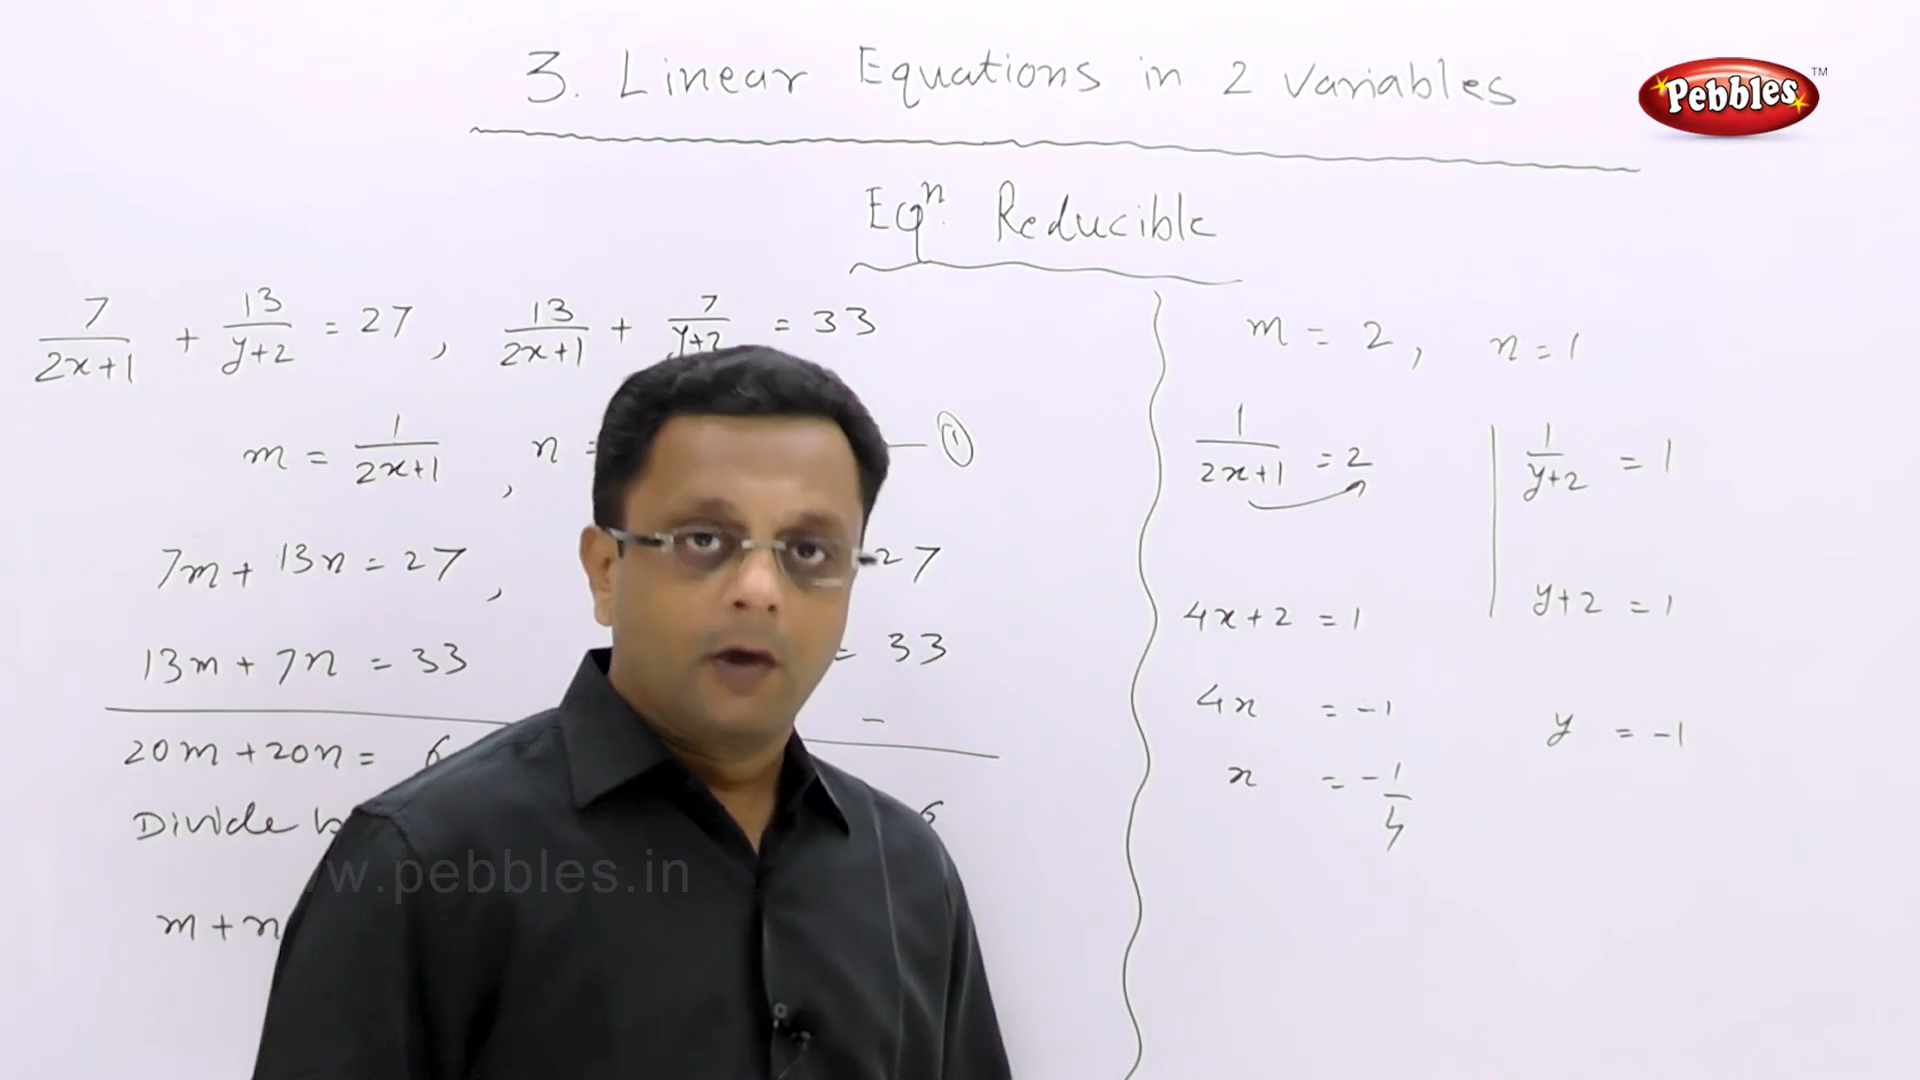 3. Linear Equations in 2 Variables
Pebbles™
Eqⁿ. Reducible
7/(2x+1) + 13/(y+2) = 27, 13/(2x+1) + 7/(y+2) = 33
m = 1/(2x+1), n = — ①
7m + 13n = 27, 27
13m + 7n = 33 = 33
–
20m + 20n = 6 6
Divide
m + n
w.pebbles.in
m = 2, n = 1
1/(2x+1) = 2 | 1/(y+2) = 1
4x + 2 = 1 y+2 = 1
4x = -1 y = -1
x = -1/4